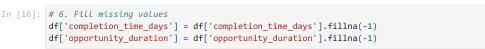 In [16]: # 6. Fill missing values
df['completion_time_days'] = df['completion_time_days'].fillna(-1)
df['opportunity_duration'] = df['opportunity_duration'].fillna(-1)